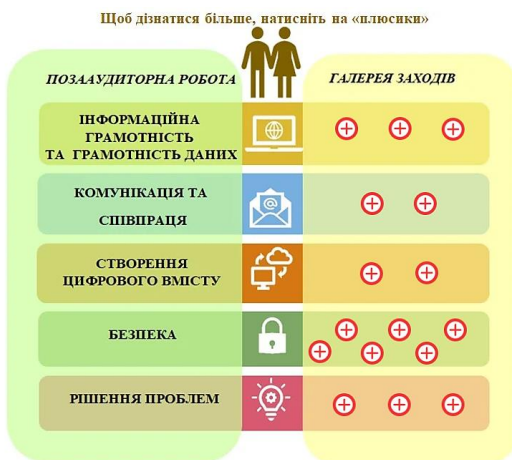 Щоб дізнатися більше, натисніть на «плюсики»
ПОЗААУДИТОРНА РОБОТА
ГАЛЕРЕЯ ЗАХОДІВ
ІНФОРМАЦІЙНА
ГРАМОТНІСТЬ
ТА ГРАМОТНІСТЬ ДАНИХ
КОМУНІКАЦІЯ ТА
СПІВПРАЦЯ
СТВОРЕННЯ
ЦИФРОВОГО ВМІСТУ
БЕЗПЕКА
РІШЕННЯ ПРОБЛЕМ